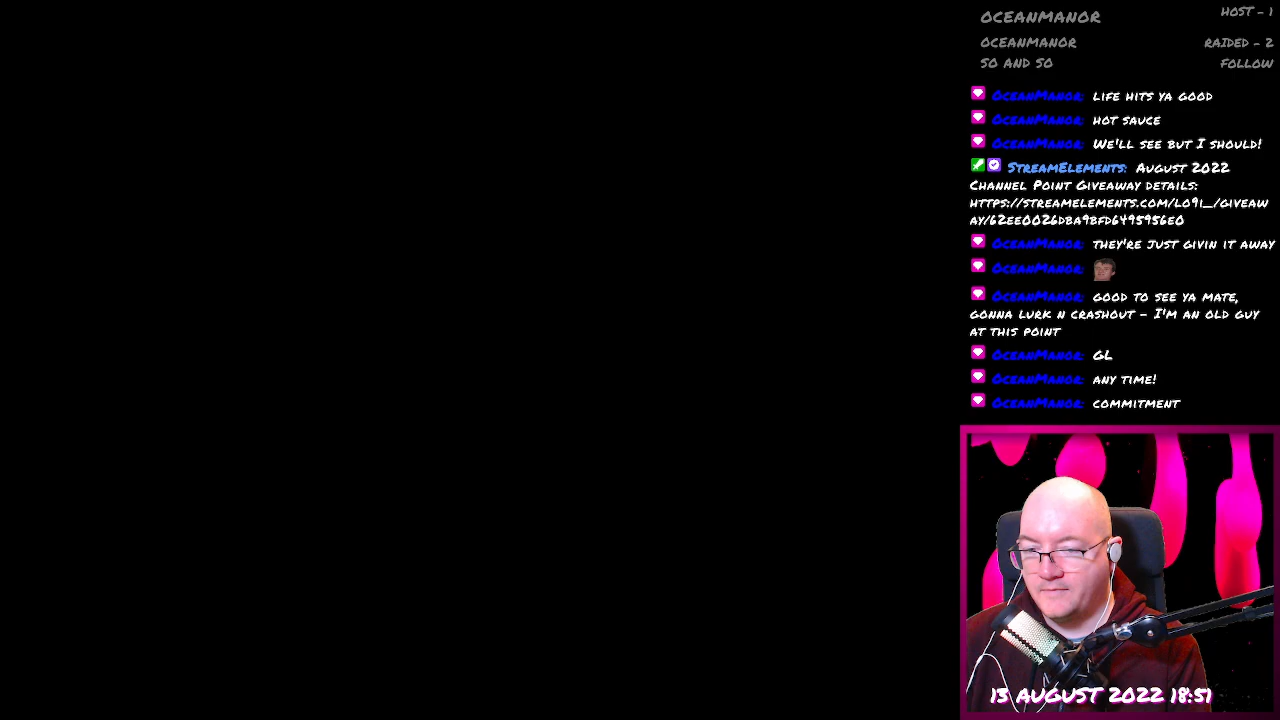 OCEANMANOR HOST - 1
OCEANMANOR RAIDED - 2
SO AND SO FOLLOW
OceanManor: life hits ya good
OceanManor: hot sauce
OceanManor: We'll see but I should!
StreamElements: August 2022
Channel Point Giveaway details:
https://streamelements.com/lo9i_/giveaw
ay/62ee0026dba9bfd6495956e0
OceanManor: they're just givin it away
OceanManor:
OceanManor: good to see ya mate,
gonna lurk n crashout - I'm an old guy
at this point
OceanManor: GL
OceanManor: any time!
OceanManor: commitment
13 AUGUST 2022 18:51